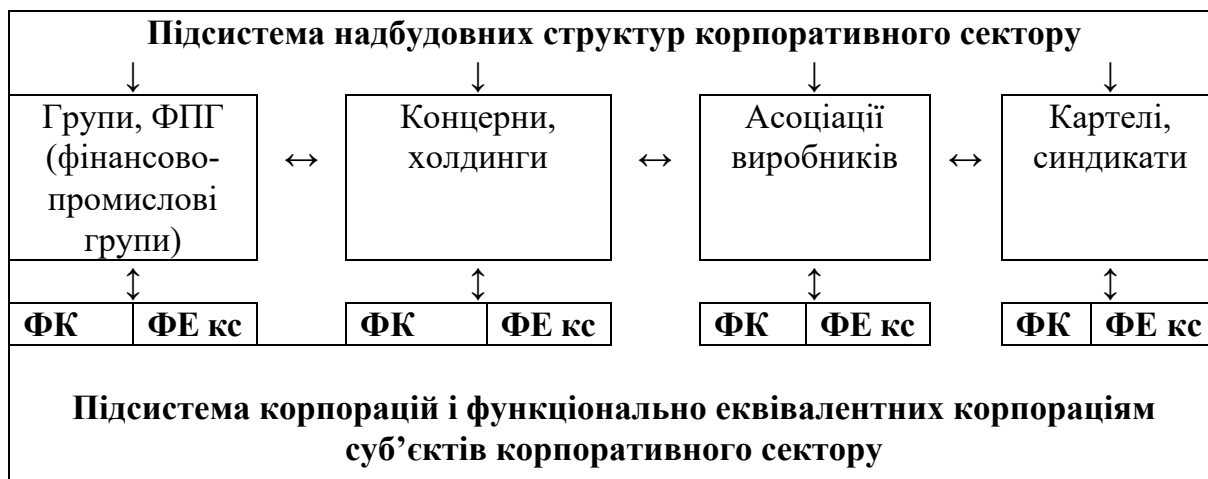 Підсистема надбудовних структур корпоративного сектору
↓ ↓ ↓ ↓
Групи, ФПГ
(фінансово-
промислові
групи)
↔
Концерни,
холдинги
↔
Асоціації
виробників
↔
Картелі,
синдикати
↕ ↕ ↕ ↕
ФК ФЕ кс ФК ФЕ кс ФК ФЕ кс ФК ФЕ кс
Підсистема корпорацій і функціонально еквівалентних корпораціям
суб’єктів корпоративного сектору